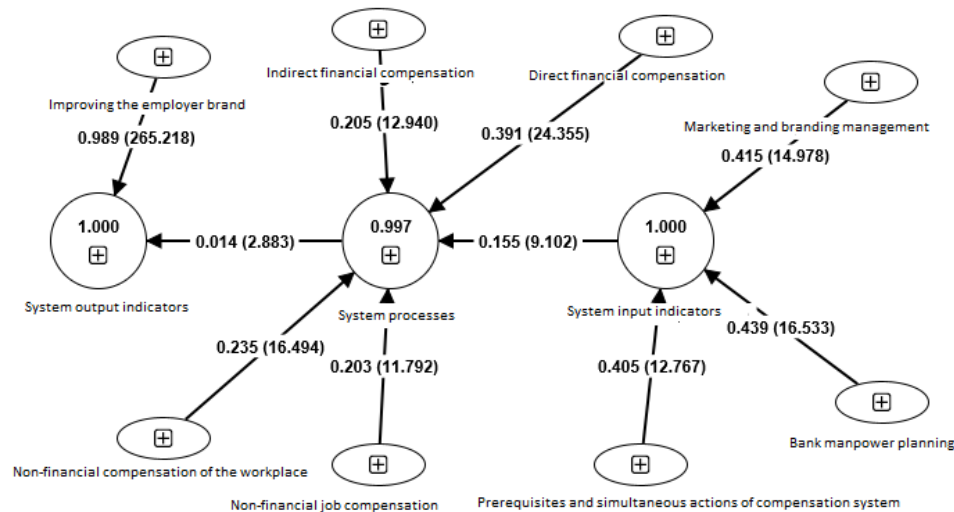 Indirect financial compensation
Direct financial compensation
Improving the employer brand
0.989 (265.218)
0.205 (12.940)
0.391 (24.355)
Marketing and branding management
0.415 (14.978)
1.000
0.997
1.000
0.014 (2.883)
0.155 (9.102)
System output indicators
System processes
System input indicators
0.235 (16.494)
0.203 (11.792)
0.405 (12.767)
0.439 (16.533)
Bank manpower planning
Non-financial compensation of the workplace
Non-financial job compensation
Prerequisites and simultaneous actions of compensation system